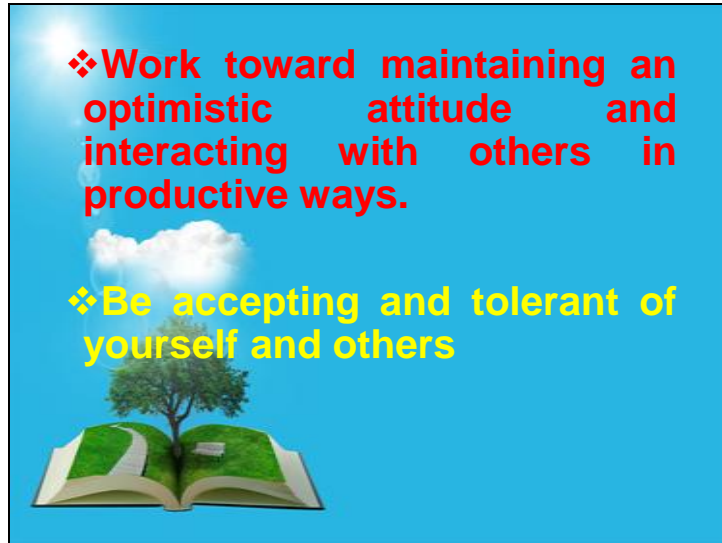 ❖Work toward maintaining an
optimistic attitude and
interacting with others in
productive ways.
❖Be accepting and tolerant of
yourself and others